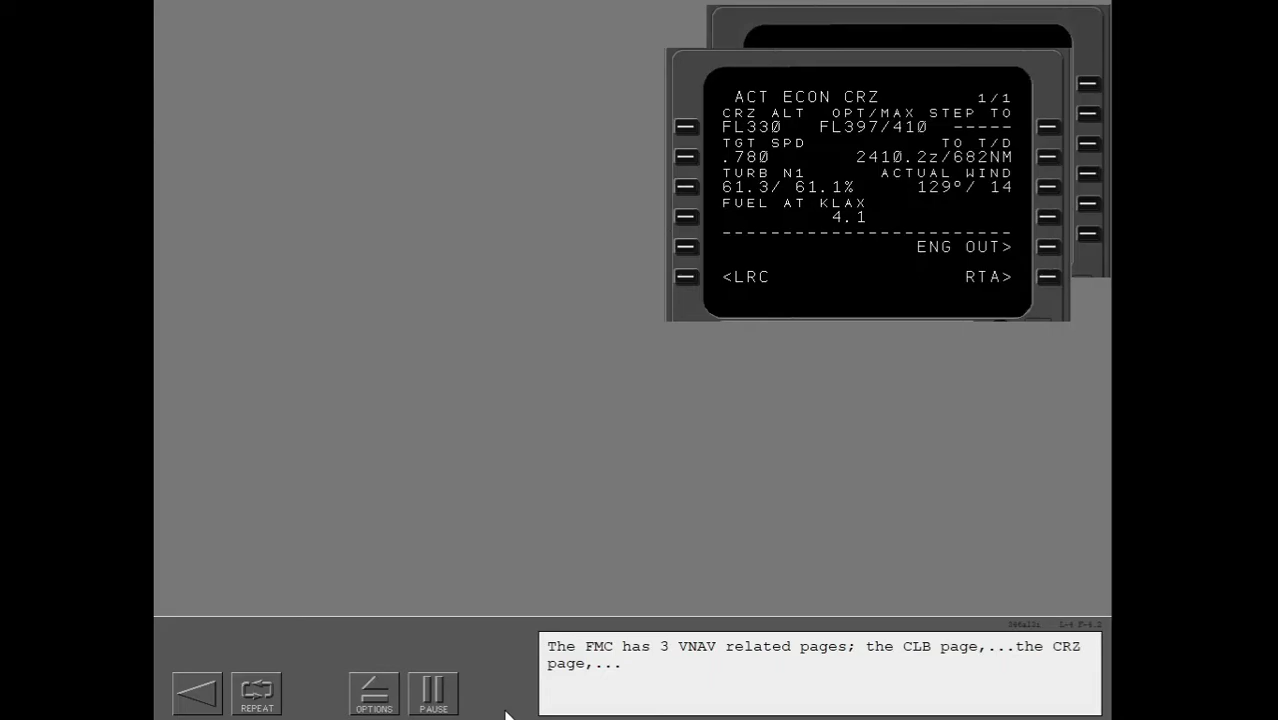 ACT ECON CRZ 1/1
CRZ ALT OPT/MAX STEP TO
FL330 FL397/410 -----
TGT SPD TO T/D
.780 2410.2z/682NM
TURB N1 ACTUAL WIND
61.3/ 61.1% 129º/ 14
FUEL AT KLAX
4.1
------------------------
ENG OUT>
<LRC RTA>
The FMC has 3 VNAV related pages; the CLB page,...the CRZ
page,...
REPEAT OPTIONS PAUSE